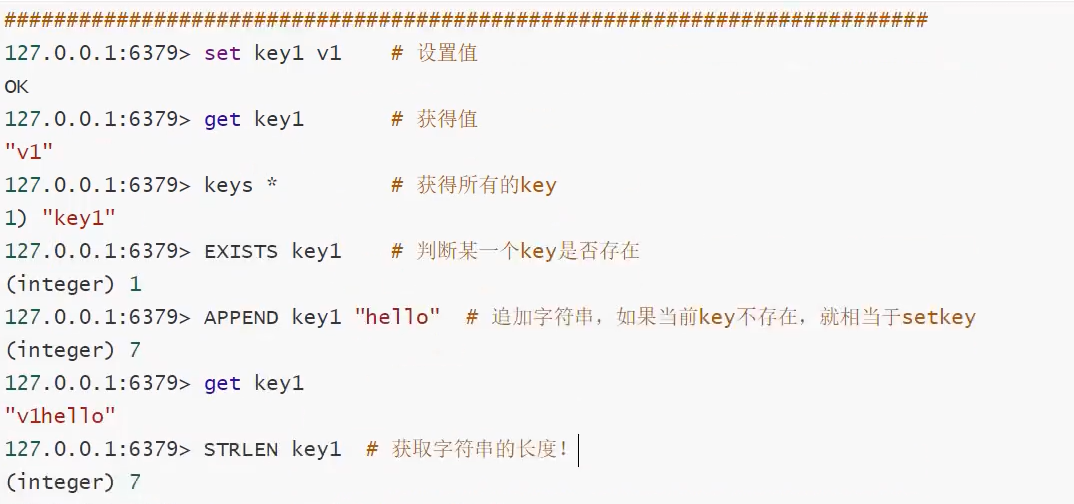 ##########################################################################
127.0.0.1:6379> set key1 v1    # 设置值
OK
127.0.0.1:6379> get key1       # 获得值
"v1"
127.0.0.1:6379> keys *         # 获得所有的key
1) "key1"
127.0.0.1:6379> EXISTS key1    # 判断某一个key是否存在
(integer) 1
127.0.0.1:6379> APPEND key1 "hello"  # 追加字符串，如果当前key不存在，就相当于setkey
(integer) 7
127.0.0.1:6379> get key1
"v1hello"
127.0.0.1:6379> STRLEN key1  # 获取字符串的长度！
(integer) 7